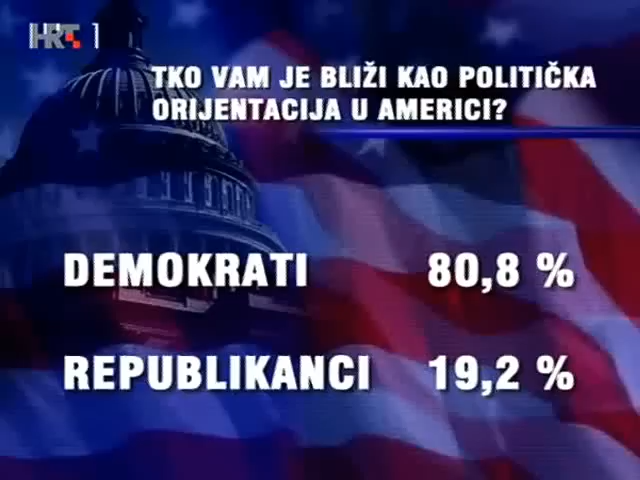 HRT 1
TKO VAM JE BLIŽI KAO POLITIČKA
ORIJENTACIJA U AMERICI?
DEMOKRATI 80,8 %
REPUBLIKANCI 19,2 %